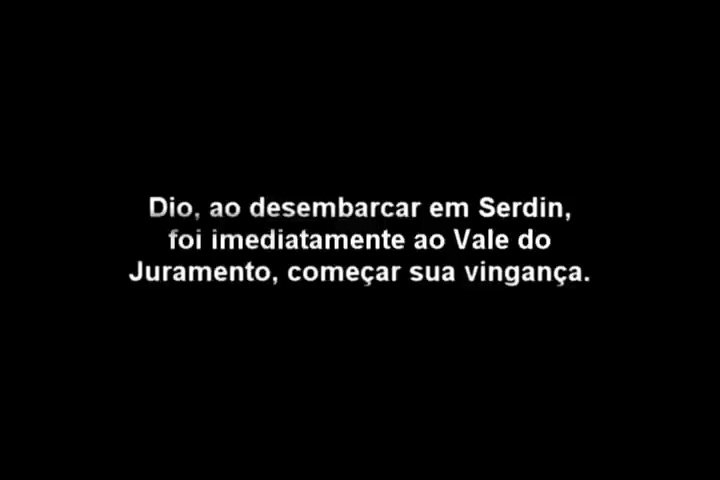 Dio, ao desembarcar em Serdin,
foi imediatamente ao Vale do
Juramento, começar sua vingança.